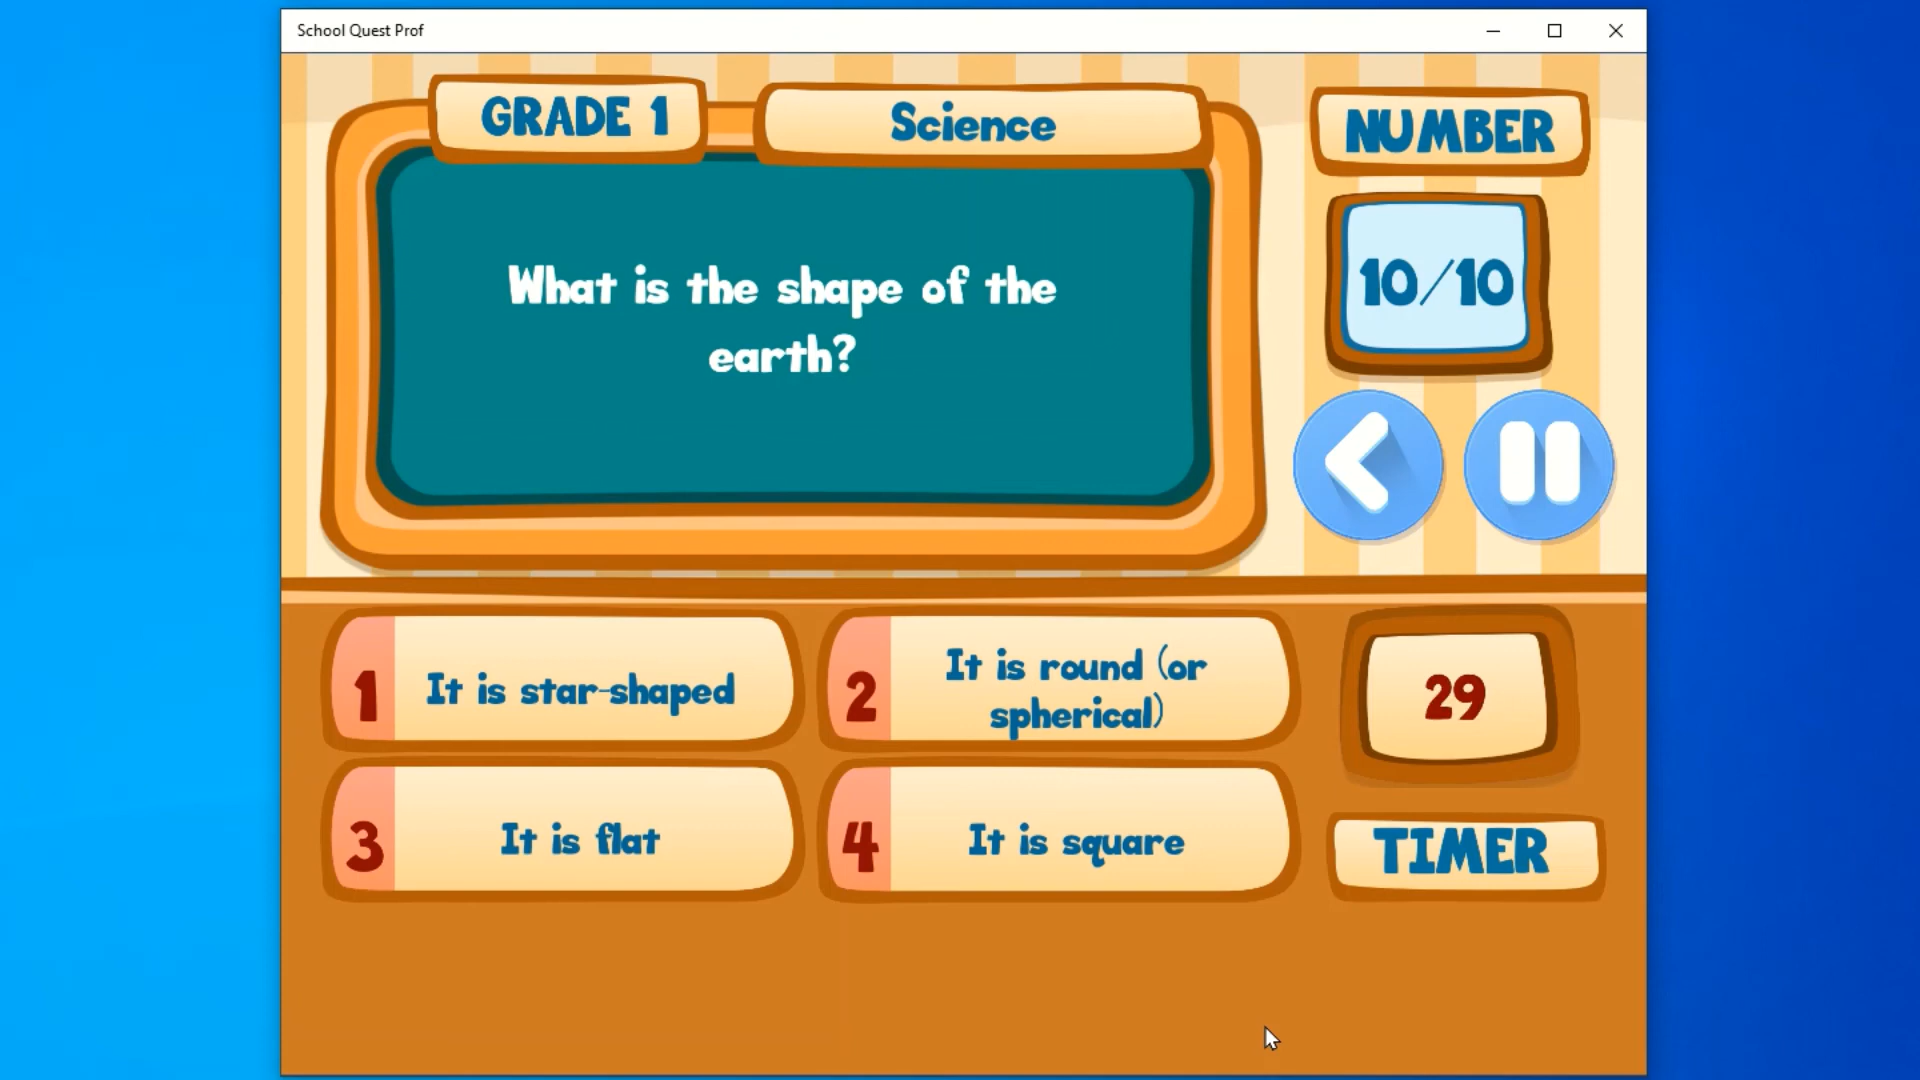 School Quest Prof
GRADE 1
Science
NUMBER
What is the shape of the
earth?
10/10
1
It is star-shaped
2
It is round (or
spherical)
29
3
It is flat
4
It is square
TIMER